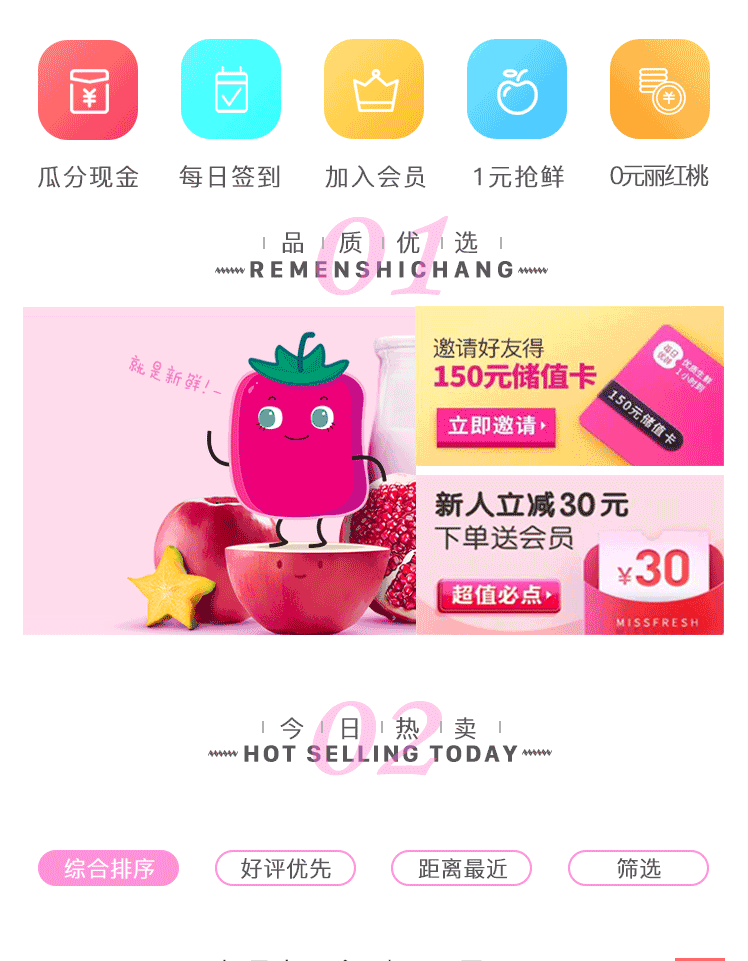 瓜分现金
每日签到
加入会员
1元抢鲜
0元丽红桃
01
品质优选
REMENSHICHANG
就是新鲜!
邀请好友得
150元储值卡
立即邀请
每日
优鲜
优质生鲜
1小时到
150元储值卡
新人立减30元
下单送会员
超值必点
¥30
MISSFRESH
02
今日热卖
HOT SELLING TODAY
综合排序
好评优先
距离最近
筛选